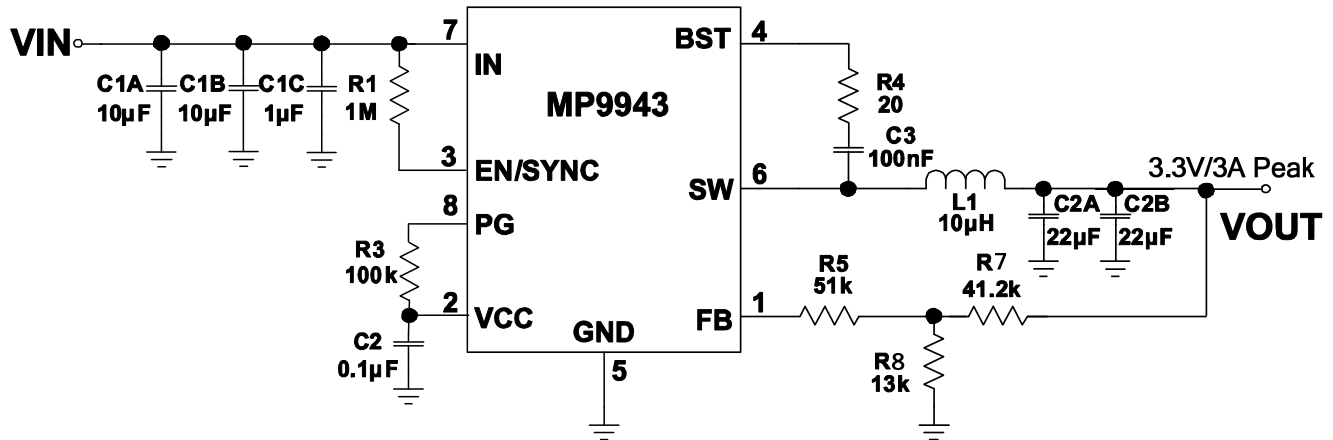 VIN
C1A
10µF
C1B
10µF
C1C
1µF
R1
1M
7
IN
3
EN/SYNC
8
PG
R3
100k
2
VCC
C2
0.1µF
MP9943
GND
5
BST
4
R4
20
C3
100nF
SW
6
L1
10µH
C2A
22µF
C2B
22µF
3.3V/3A Peak
VOUT
FB
1
R5
51k
R7
41.2k
R8
13k